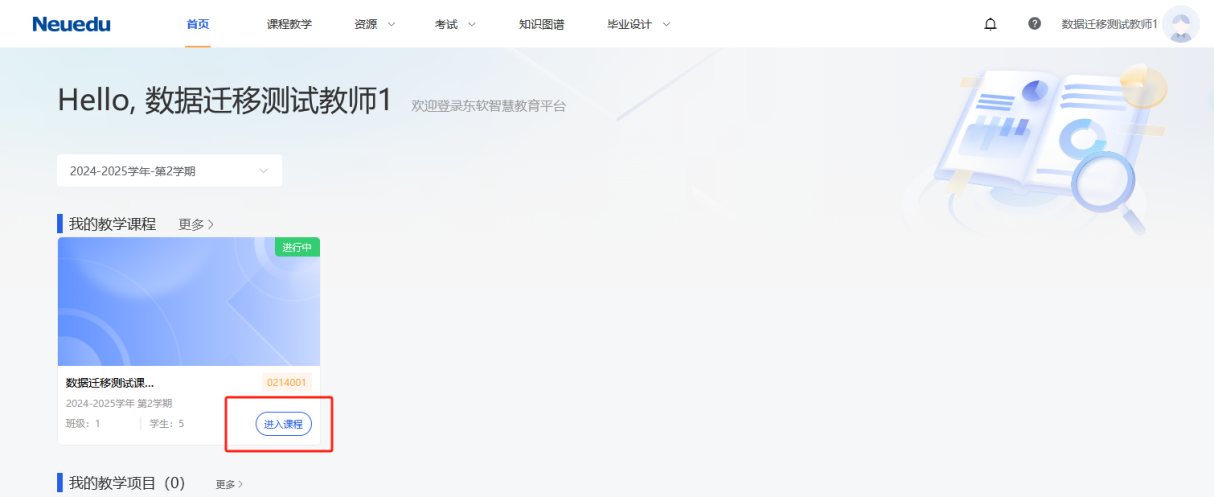 Neuedu 首页 课程教学 资源 考试 知识图谱 毕业设计 数据迁移测试教师1
Hello, 数据迁移测试教师1 欢迎登录东软智慧教育平台
2024-2025学年-第2学期
我的教学课程 更多
进行中
数据迁移测试课... 0214001
2024-2025学年 第2学期
班级: 1 学生: 5 进入课程
我的教学项目 (0) 更多